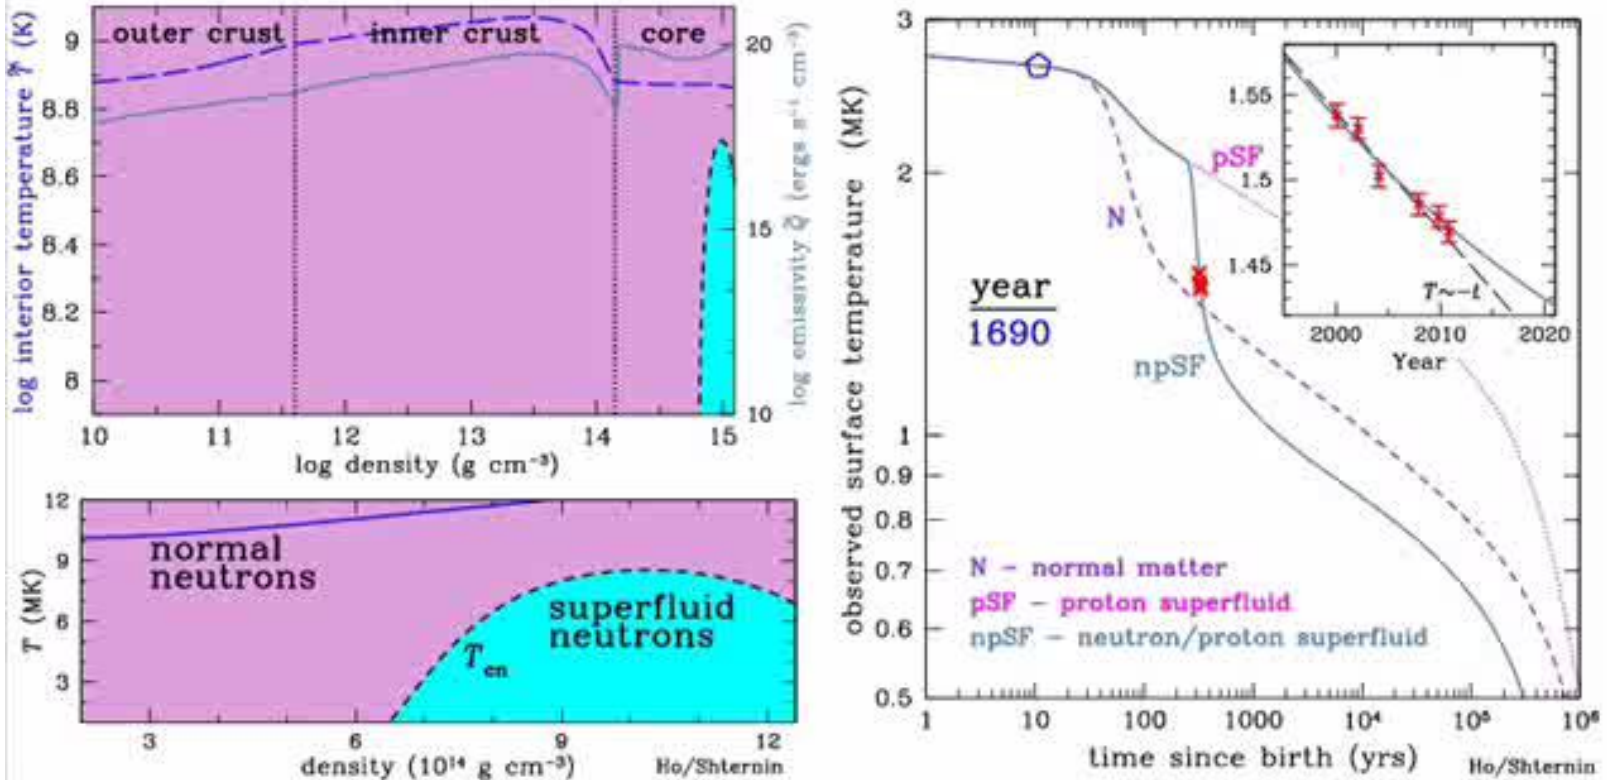 outer crust
inner crust
core
log interior temperature T̃ (K)
9
8.8
8.6
8.4
8.2
8
20
15
10
log emissivity Q̃ (ergs s⁻¹ cm⁻³)
10
11
12
13
14
15
log density (g cm⁻³)
T (MK)
12
9
6
3
normal
neutrons
superfluid
neutrons
T_cn
3
6
9
12
density (10¹⁴ g cm⁻³)
Ho/Shternin
observed surface temperature (MK)
3
2
1
0.9
0.8
0.7
0.6
0.5
pSF
N
year
1690
npSF
1.55
1.5
1.45
T~-t
2000
2010
2020
Year
N – normal matter
pSF – proton superfluid
npSF – neutron/proton superfluid
1
10
100
1000
10⁴
10⁵
10⁶
time since birth (yrs)
Ho/Shternin